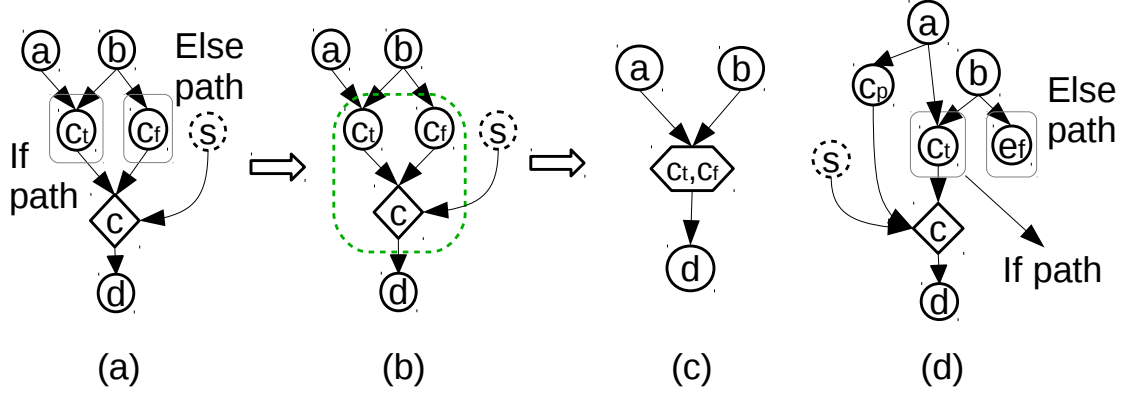 a b
Else
path
ct cf s
If
path
c
d
(a)
a b
ct cf s
c
d
(b)
a b
ct,cf
d
(c)
a
b
cp
Else
path
ct ef
s
c
If path
d
(d)